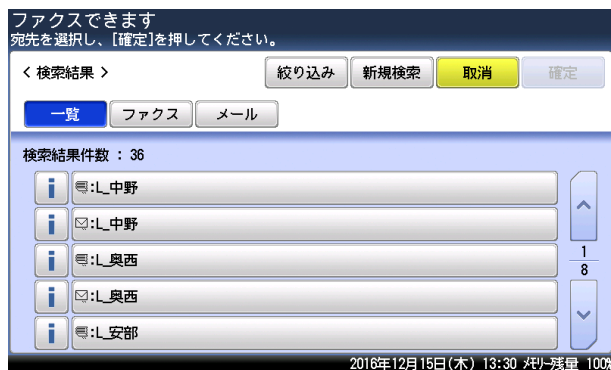 ファクスできます
宛先を選択し、[確定]を押してください。
< 検索結果 > 絞り込み 新規検索 取消 確定
一覧 ファクス メール
検索結果件数 : 36
:L_中野
:L_中野
:L_奥西
1
8
:L_奥西
:L_安部
2016年12月15日(木) 13:30 ﾒﾓﾘｰ残量 100%